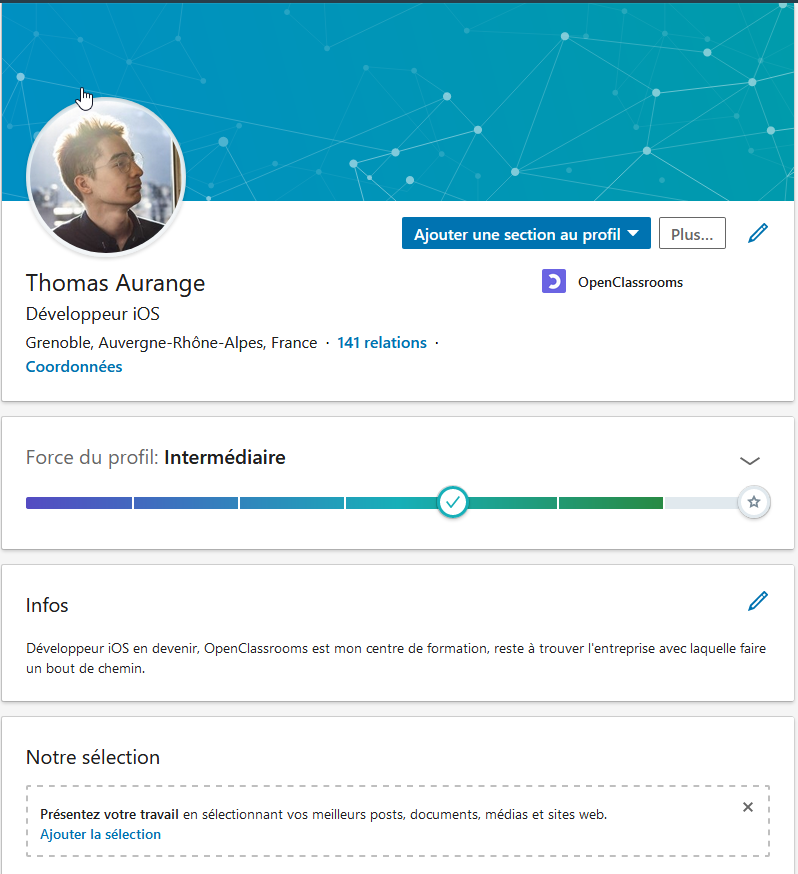 Ajouter une section au profil
Plus...
Thomas Aurange
OpenClassrooms
Développeur iOS
Grenoble, Auvergne-Rhône-Alpes, France · 141 relations ·
Coordonnées
Force du profil: Intermédiaire
Infos
Développeur iOS en devenir, OpenClassrooms est mon centre de formation, reste à trouver l'entreprise avec laquelle faire
un bout de chemin.
Notre sélection
Présentez votre travail en sélectionnant vos meilleurs posts, documents, médias et sites web.
Ajouter la sélection